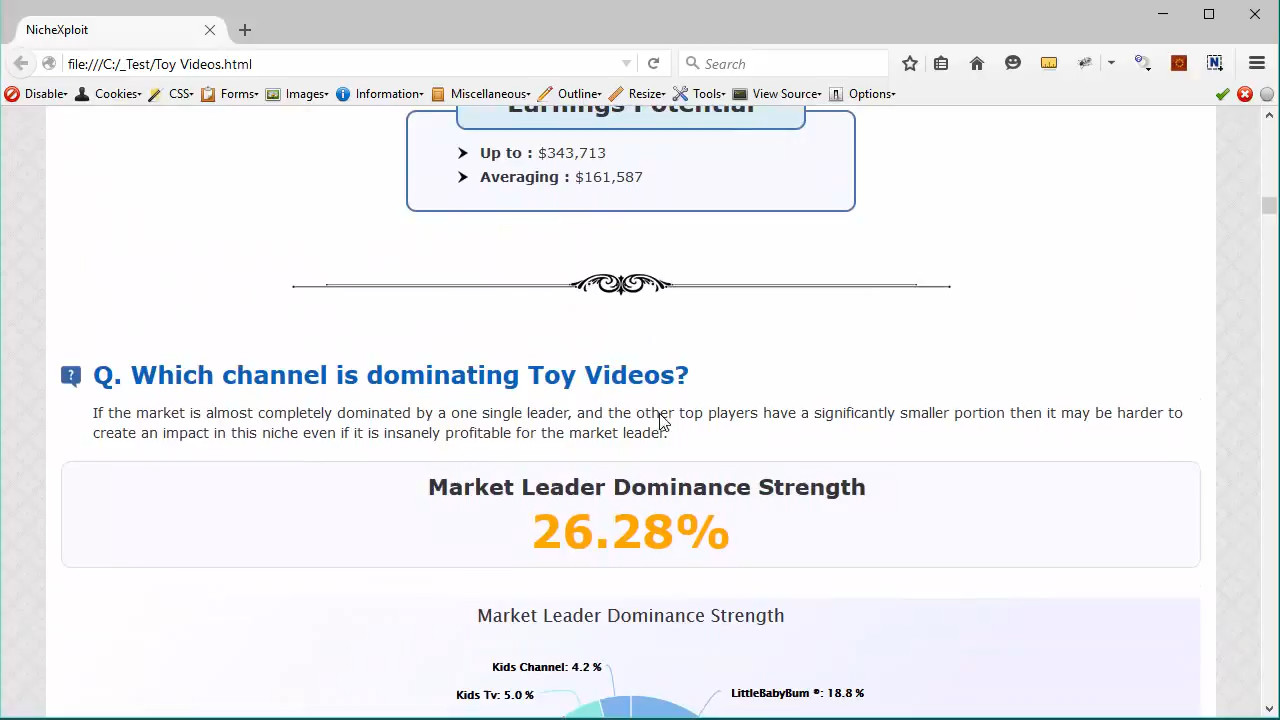 NicheXploit
file:///C:/_Test/Toy Videos.html
Search
Disable Cookies CSS Forms Images Information Miscellaneous Outline Resize Tools View Source Options
Earnings Potential
Up to : $343,713
Averaging : $161,587
? Q. Which channel is dominating Toy Videos?
If the market is almost completely dominated by a one single leader, and the other top players have a significantly smaller portion then it may be harder to
create an impact in this niche even if it is insanely profitable for the market leader.
Market Leader Dominance Strength
26.28%
Market Leader Dominance Strength
Kids Channel: 4.2 %
Kids Tv: 5.0 %
LittleBabyBum ®: 18.8 %